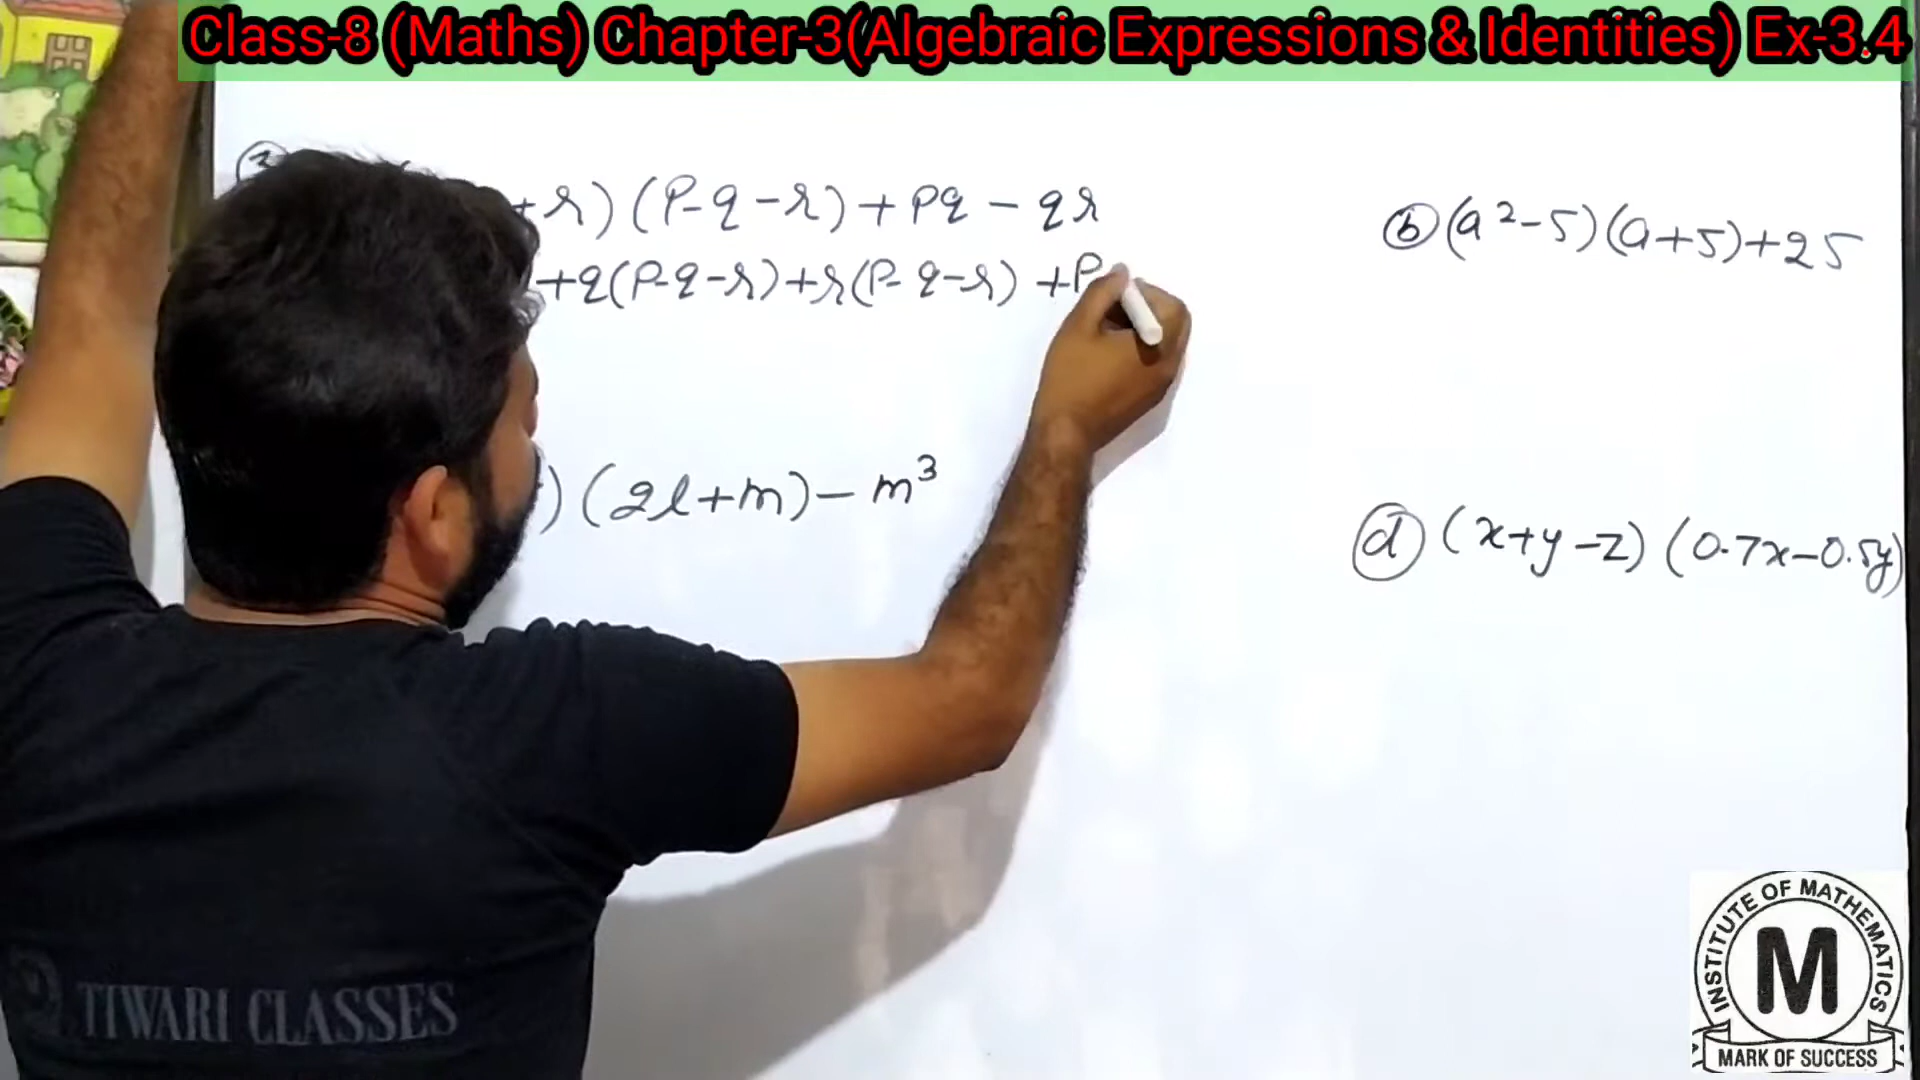 Class-8 (Maths) Chapter-3(Algebraic Expressions & Identities) Ex-3.4
+r) (P-q-r) + Pq - qr
+q(P-q-r)+r(P-q-r) +P
) (2l+m) - m³
ⓑ (a²-5)(a+5)+25
ⓓ (x+y-z) (0.7x-0.5y)
TIWARI CLASSES
INSTITUTE OF MATHEMATICS
M
MARK OF SUCCESS